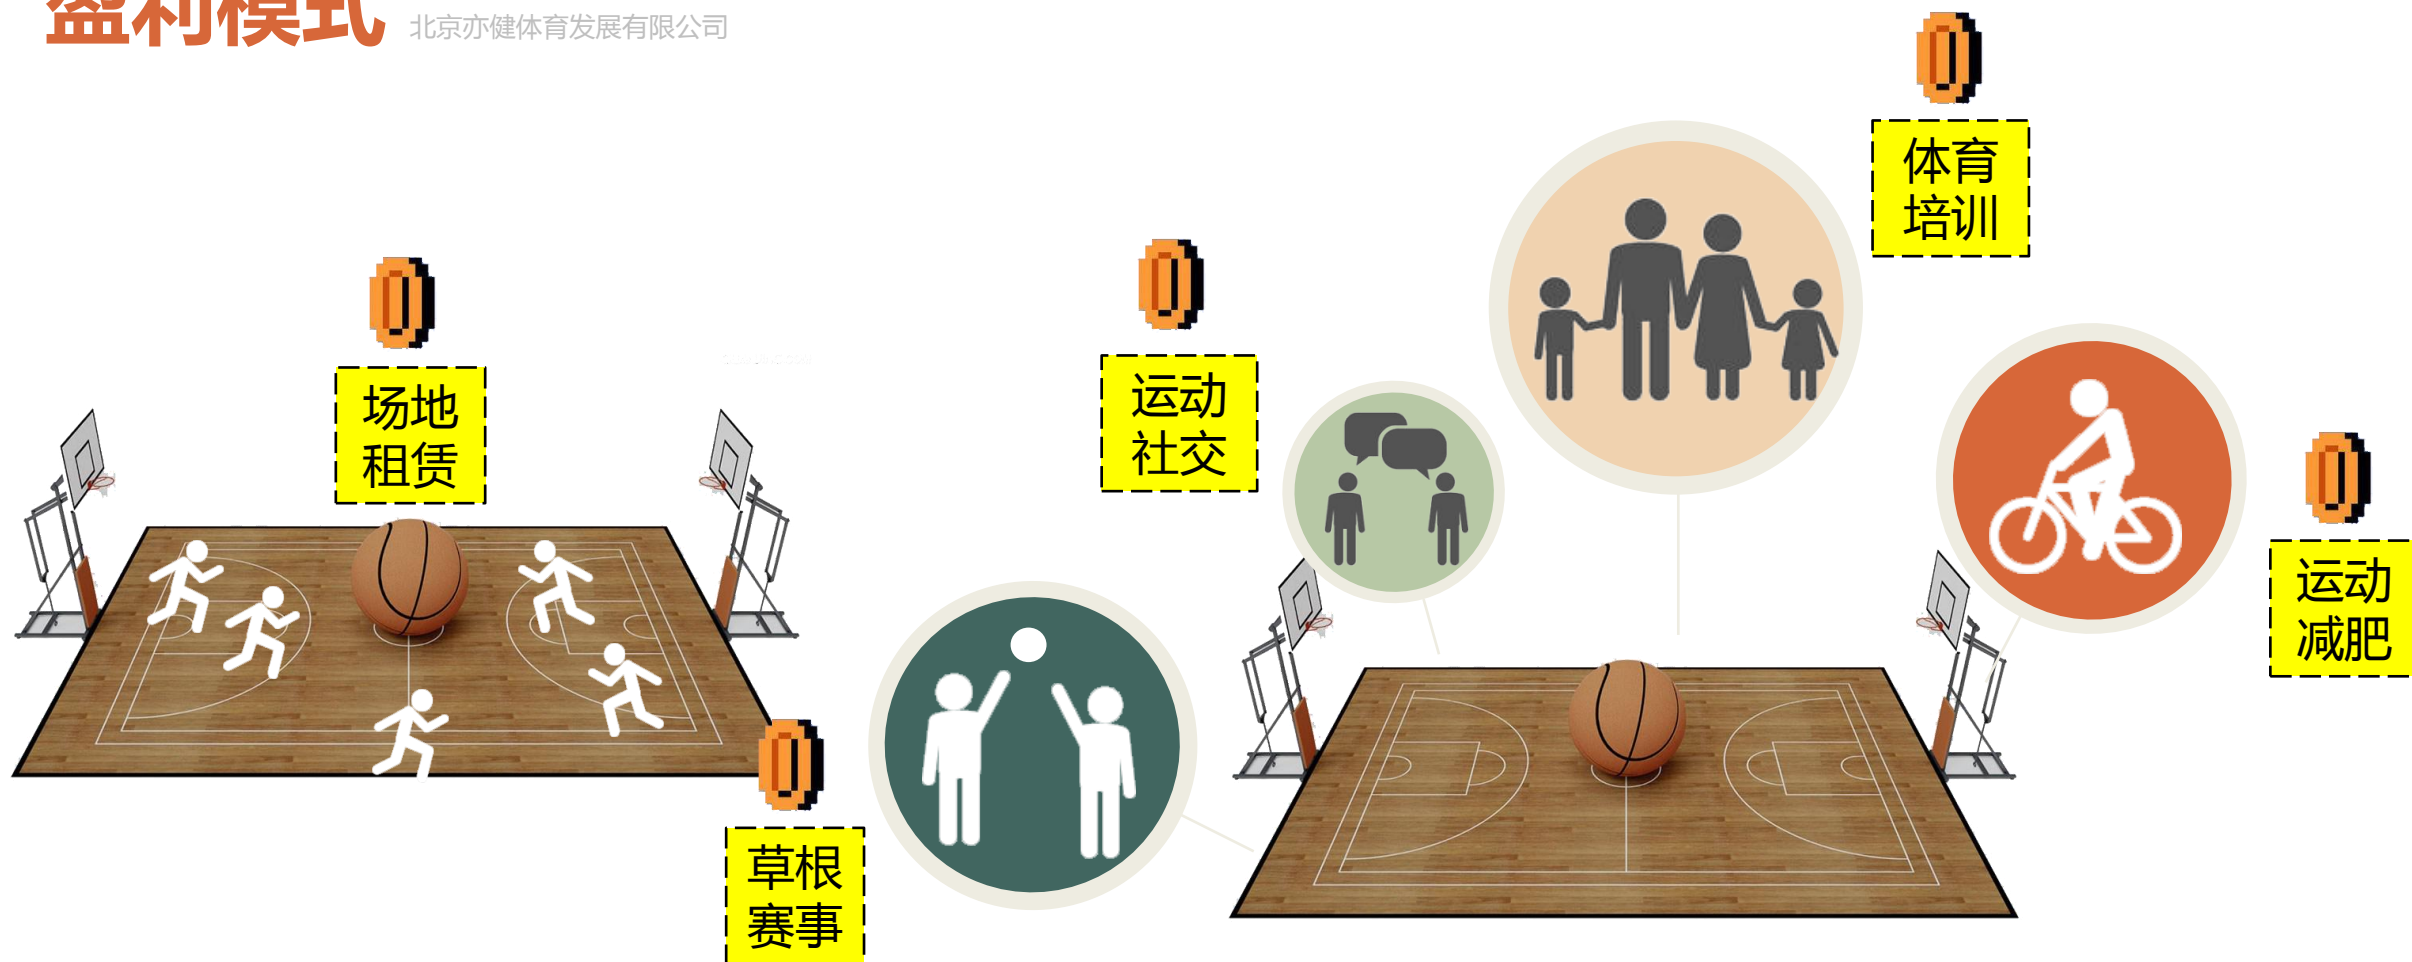 盈利模式 北京亦健体育发展有限公司
场地
租赁
草根
赛事
运动
社交
体育
培训
运动
减肥